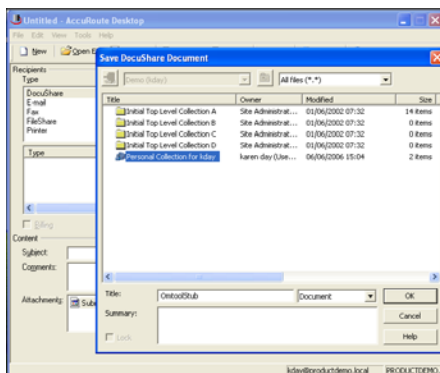 Untitled - AccuRoute Desktop
File Edit View Tools Help
New Open
Recipients
Type
DocuShare
E-mail
Fax
FileShare
Printer
Type
Billing
Content
Subject:
Comments:
Attachments: Sub
Save DocuShare Document
Demo (kday) All files (*.*)
Title Owner Modified Size
Initial Top Level Collection A Site Administrat... 01/06/2002 07:32 14 items
Initial Top Level Collection B Site Administrat... 01/06/2002 07:32 0 items
Initial Top Level Collection C Site Administrat... 01/06/2002 07:32 0 items
Initial Top Level Collection D Site Administrat... 01/06/2002 07:32 0 items
Personal Collection for kday karen day (Use... 06/06/2006 15:04 2 items
Title: OmtoolStub Document OK
Summary: Cancel
Lock Help
kday@productdemo.local PRODUCTDEMO.